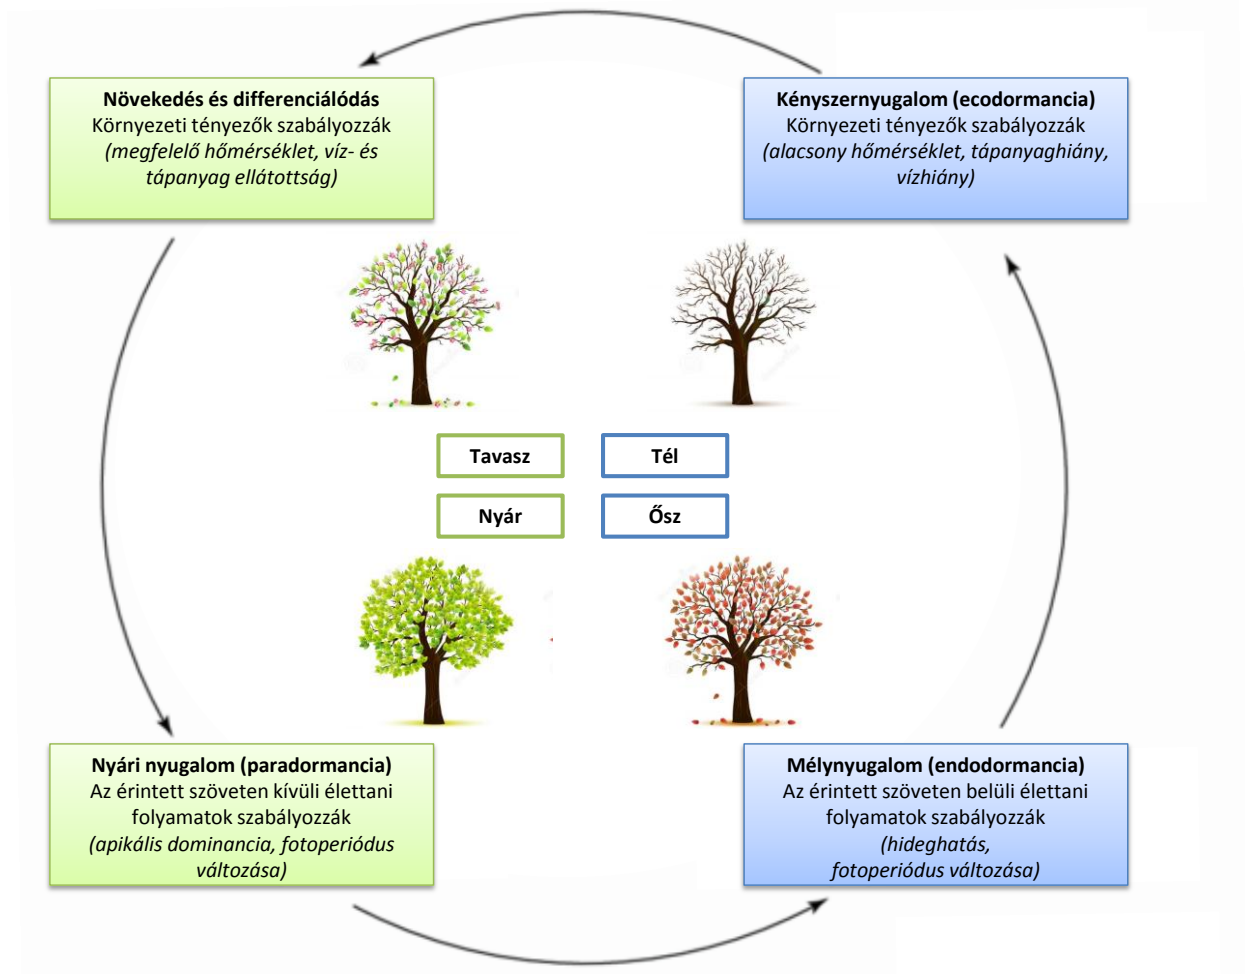 Növekedés és differenciálódás
Környezeti tényezők szabályozzák
(megfelelő hőmérséklet, víz- és
tápanyag ellátottság)
Kényszernyugalom (ecodormancia)
Környezeti tényezők szabályozzák
(alacsony hőmérséklet, tápanyaghiány,
vízhiány)
Tavasz
Tél
Nyár
Ősz
Nyári nyugalom (paradormancia)
Az érintett szöveten kívüli élettani
folyamatok szabályozzák
(apikális dominancia, fotoperiódus
változása)
Mélynyugalom (endodormancia)
Az érintett szöveten belüli élettani
folyamatok szabályozzák
(hideghatás,
fotoperiódus változása)